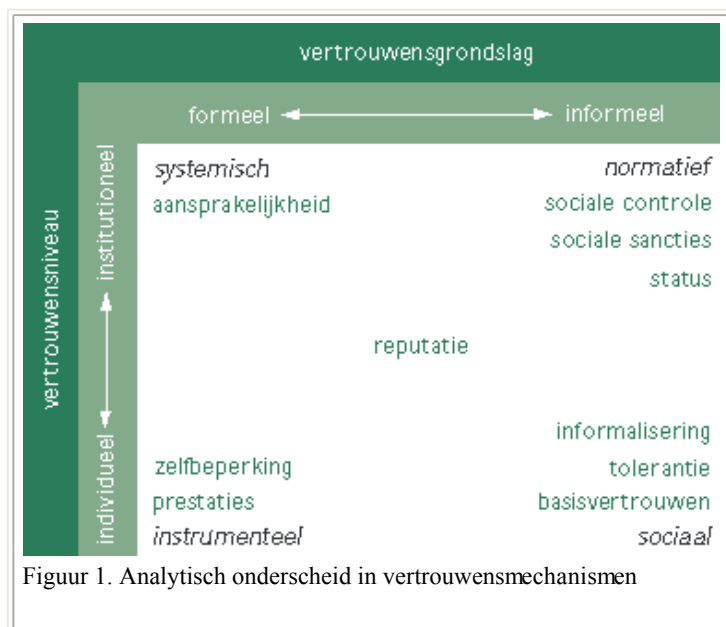 vertrouwensgrondslag
formeel informeel
vertrouwensniveau
institutioneel
individueel
systemisch normatief
aansprakelijkheid sociale controle
sociale sancties
status
reputatie
informalisering
zelfbeperking tolerantie
prestaties basisvertrouwen
instrumenteel sociaal
Figuur 1. Analytisch onderscheid in vertrouwensmechanismen